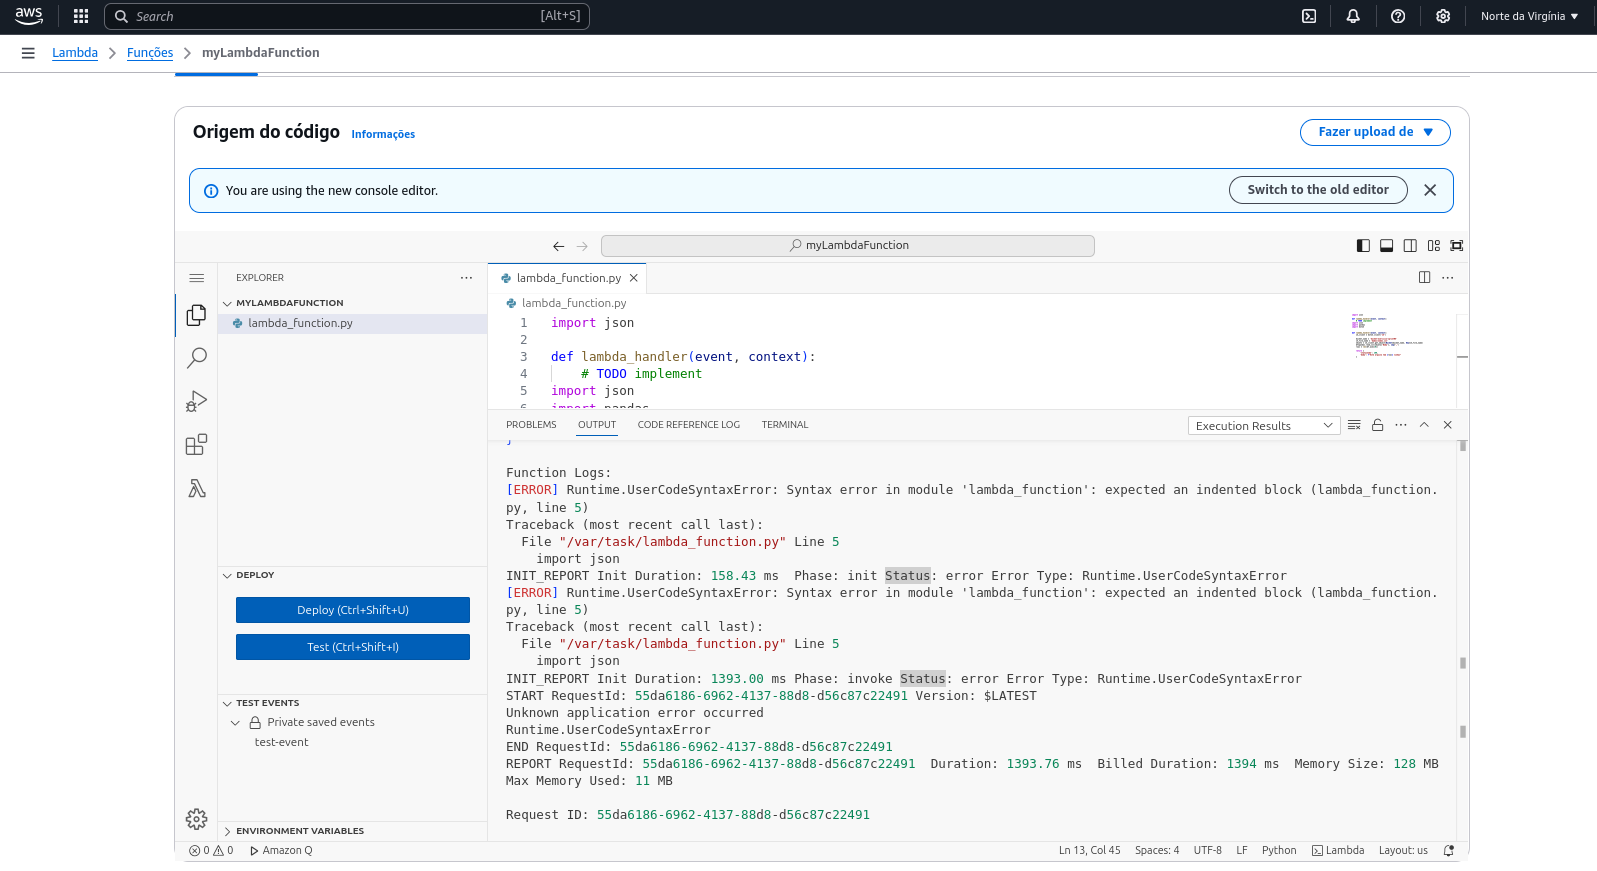 aws
Search
[Alt+S]
Norte da Virgínia
Lambda
Funções
myLambdaFunction
Origem do código
Informações
Fazer upload de
You are using the new console editor.
Switch to the old editor
myLambdaFunction
EXPLORER
MYLAMBDAFUNCTION
lambda_function.py
DEPLOY
Deploy (Ctrl+Shift+U)
Test (Ctrl+Shift+I)
TEST EVENTS
Private saved events
test-event
ENVIRONMENT VARIABLES
lambda_function.py
lambda_function.py
1 import json
2
3 def lambda_handler(event, context):
4 # TODO implement
5 import json
6 import pandas
PROBLEMS
OUTPUT
CODE REFERENCE LOG
TERMINAL
Execution Results
}
Function Logs:
[ERROR] Runtime.UserCodeSyntaxError: Syntax error in module 'lambda_function': expected an indented block (lambda_function.
py, line 5)
Traceback (most recent call last):
File "/var/task/lambda_function.py" Line 5
import json
INIT_REPORT Init Duration: 158.43 ms Phase: init Status: error Error Type: Runtime.UserCodeSyntaxError
[ERROR] Runtime.UserCodeSyntaxError: Syntax error in module 'lambda_function': expected an indented block (lambda_function.
py, line 5)
Traceback (most recent call last):
File "/var/task/lambda_function.py" Line 5
import json
INIT_REPORT Init Duration: 1393.00 ms Phase: invoke Status: error Error Type: Runtime.UserCodeSyntaxError
START RequestId: 55da6186-6962-4137-88d8-d56c87c22491 Version: $LATEST
Unknown application error occurred
Runtime.UserCodeSyntaxError
END RequestId: 55da6186-6962-4137-88d8-d56c87c22491
REPORT RequestId: 55da6186-6962-4137-88d8-d56c87c22491 Duration: 1393.76 ms Billed Duration: 1394 ms Memory Size: 128 MB
Max Memory Used: 11 MB
Request ID: 55da6186-6962-4137-88d8-d56c87c22491
0 0 Amazon Q
Ln 13, Col 45 Spaces: 4 UTF-8 LF Python Lambda Layout: us